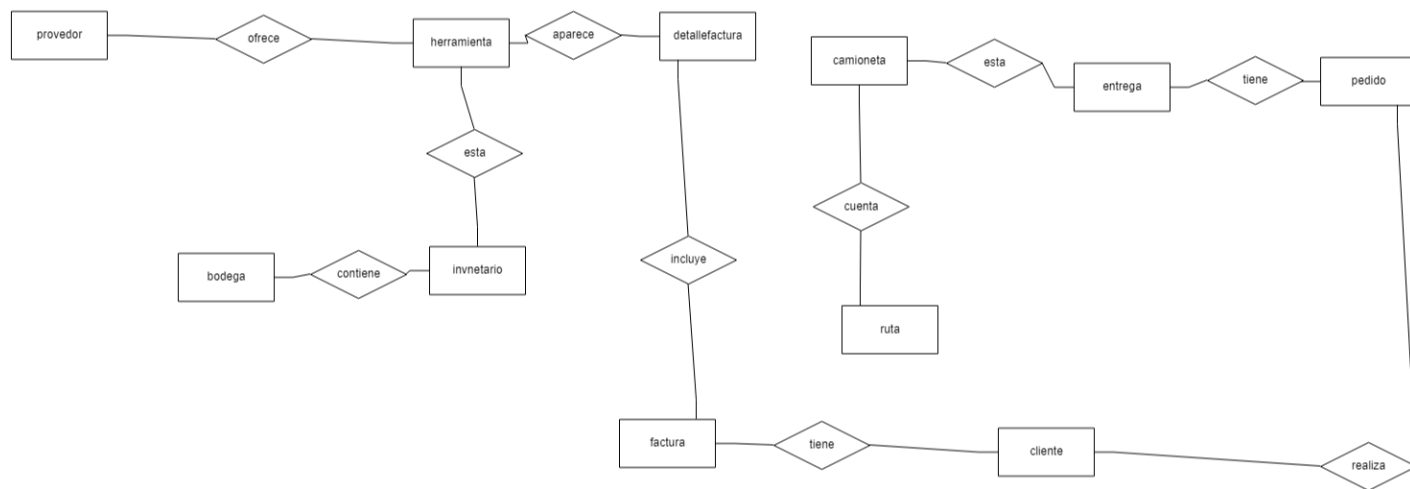 provedor
ofrece
herramienta
aparece
detallefactura
camioneta
esta
entrega
tiene
pedido
esta
cuenta
bodega
contiene
invnetario
incluye
ruta
factura
tiene
cliente
realiza